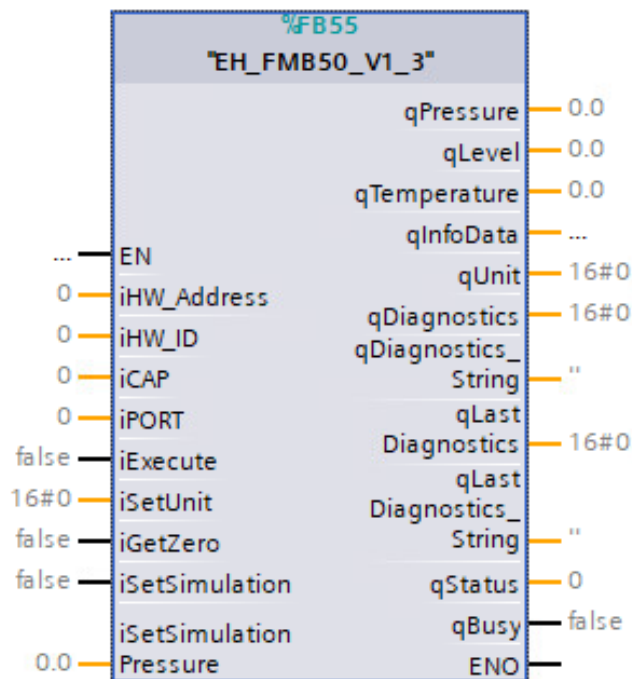 %FB55
"EH_FMB50_V1_3"
qPressure 0.0
qLevel 0.0
qTemperature 0.0
qInfoData ...
... EN
qUnit 16#0
0 iHW_Address
qDiagnostics 16#0
0 iHW_ID
qDiagnostics_
0 iCAP
String ''
0 iPORT
qLast
Diagnostics 16#0
false iExecute
qLast
16#0 iSetUnit
Diagnostics_
false iGetZero
String ''
false iSetSimulation
qStatus 0
iSetSimulation
qBusy false
0.0 Pressure
ENO